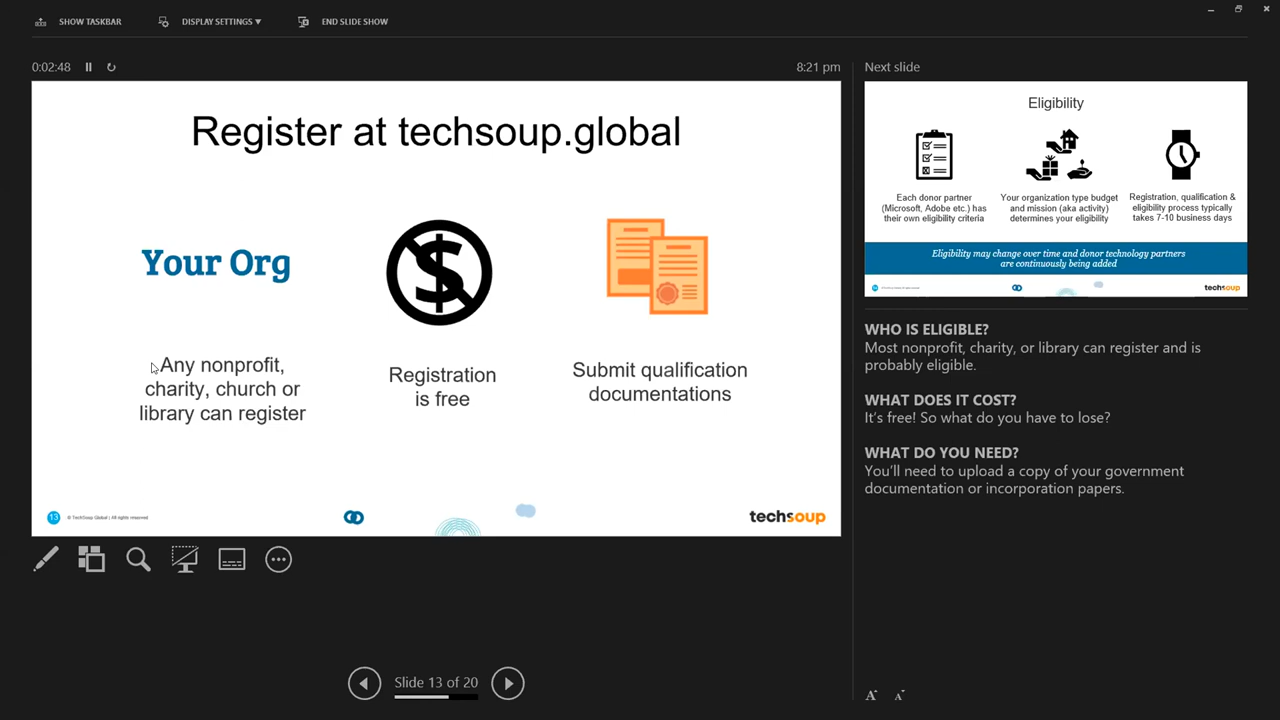 SHOW TASKBAR
DISPLAY SETTINGS ▼
END SLIDE SHOW
0:02:48
8:21 pm
Register at techsoup.global
Your Org
Any nonprofit,
charity, church or
library can register
Registration
is free
Submit qualification
documentations
13
© TechSoup Global | All rights reserved
techsoup
Slide 13 of 20
Next slide
Eligibility
Each donor partner
(Microsoft, Adobe etc.) has
their own eligibility criteria
Your organization type budget
and mission (aka activity)
determines your eligibility
Registration, qualification &
eligibility process typically
takes 7-10 business days
Eligibility may change over time and donor technology partners
are continuously being added
techsoup
WHO IS ELIGIBLE?
Most nonprofit, charity, or library can register and is
probably eligible.
WHAT DOES IT COST?
It's free! So what do you have to lose?
WHAT DO YOU NEED?
You'll need to upload a copy of your government
documentation or incorporation papers.
A
A